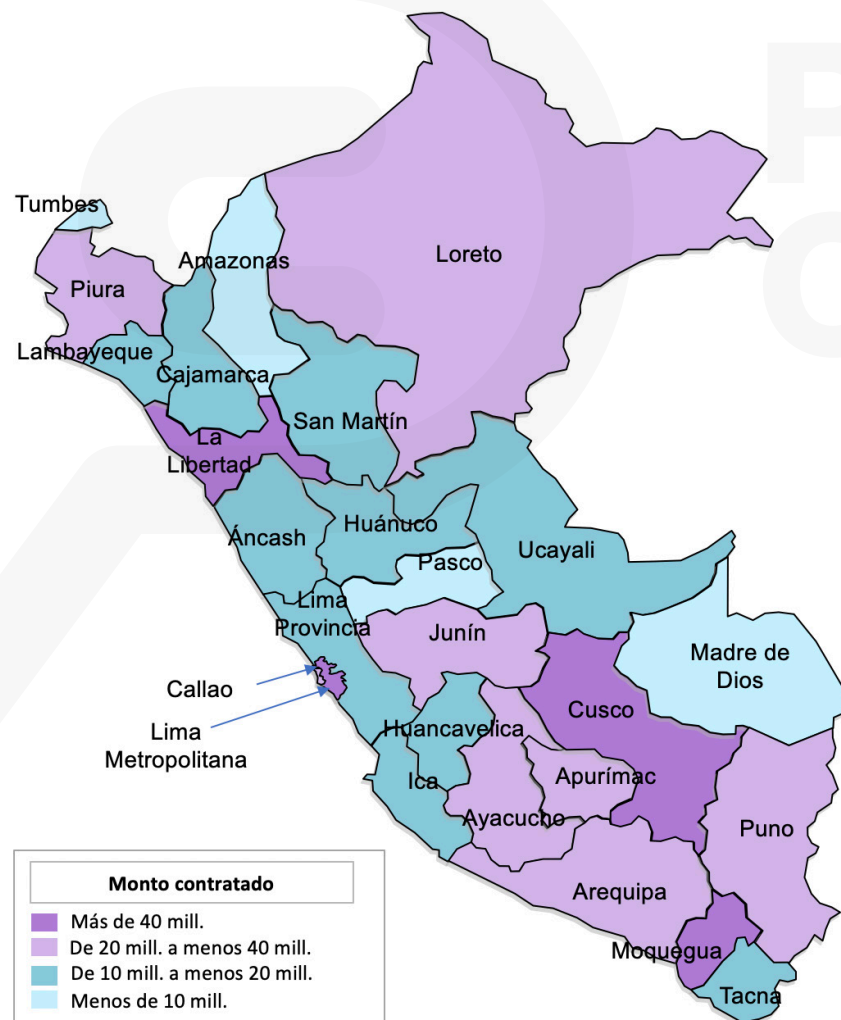 P
C
Tumbes
Amazonas
Loreto
Piura
Lambayeque
Cajamarca
San Martín
La
Libertad
Áncash
Huánuco
Ucayali
Pasco
Lima
Provincia
Junín
Madre de
Dios
Callao
Cusco
Lima
Metropolitana
Huancavelica
Ica
Apurímac
Ayacucho
Puno
Arequipa
Moquegua
Tacna
Monto contratado
Más de 40 mill.
De 20 mill. a menos 40 mill.
De 10 mill. a menos 20 mill.
Menos de 10 mill.